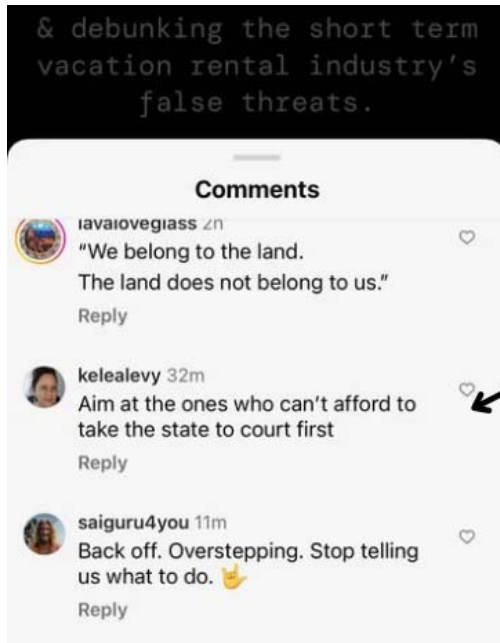 & debunking the short term
vacation rental industry's
false threats.
Comments
lavaloveglass 2h
“We belong to the land.
The land does not belong to us.”
Reply
kelealevy 32m
Aim at the ones who can't afford to
take the state to court first
Reply
saiguru4you 11m
Back off. Overstepping. Stop telling
us what to do. 🤟
Reply